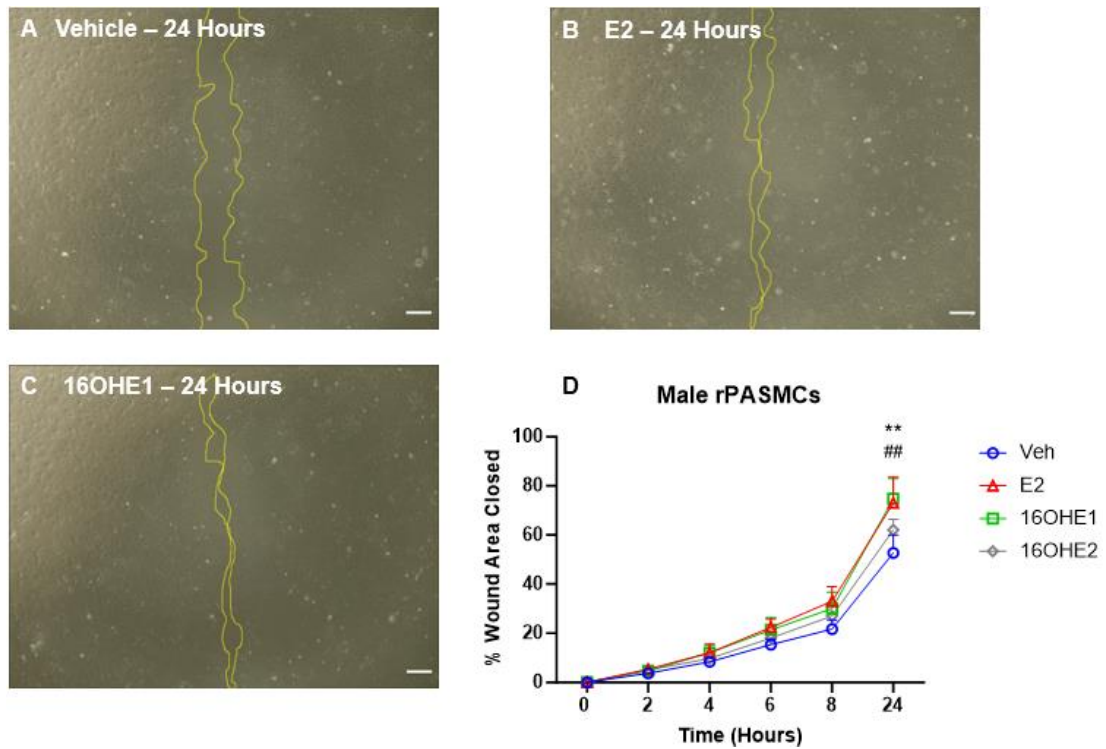 A Vehicle – 24 Hours
B E2 – 24 Hours
C 16OHE1 – 24 Hours
D Male rPASMCs
**
##
100
80
60
40
20
0
% Wound Area Closed
0 2 4 6 8 24
Time (Hours)
Veh
E2
16OHE1
16OHE2